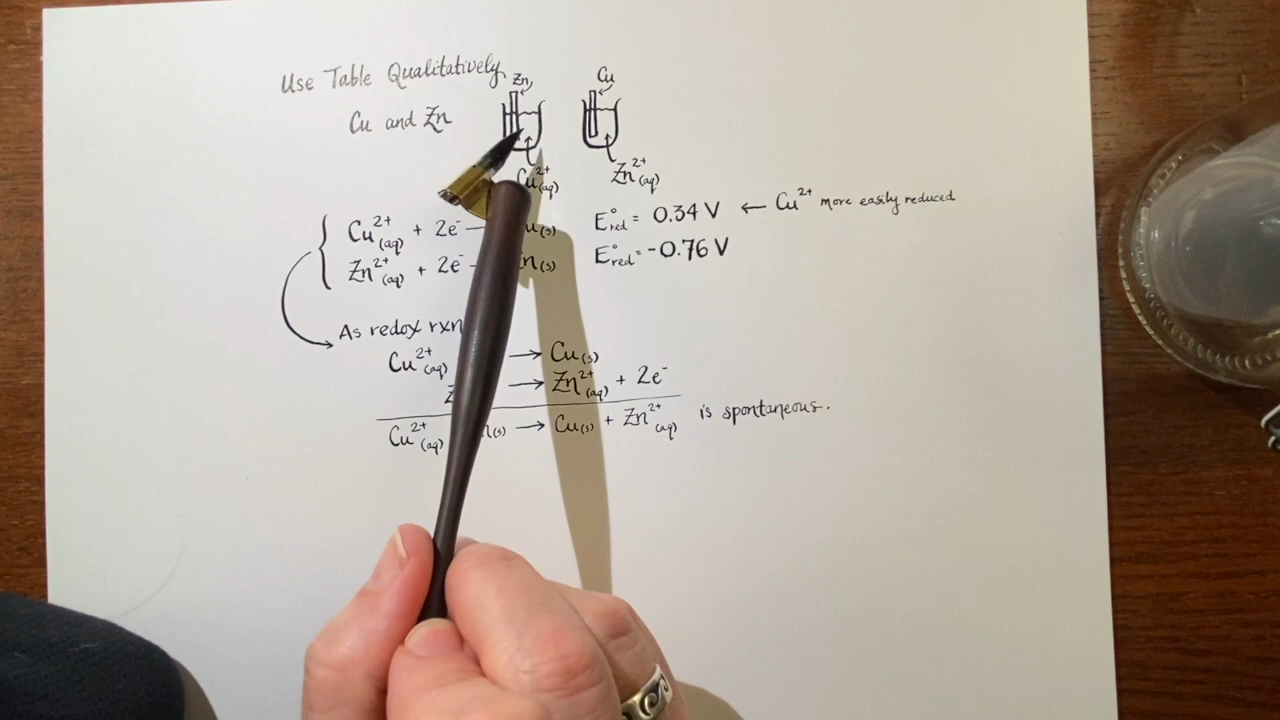 Use Table Qualitatively
Zn
Cu
Cu and Zn
Cu²⁺(aq)
Zn²⁺(aq)
Cu²⁺(aq) + 2e⁻ (s) E°red = 0.34 V ← Cu²⁺ more easily reduced
Zn²⁺(aq) + 2e⁻ (s) E°red = -0.76 V
As redox rxn
Cu²⁺(aq) → Cu(s)
→ Zn²⁺(aq) + 2e⁻
Cu²⁺(aq) (s) → Cu(s) + Zn²⁺(aq) is spontaneous.